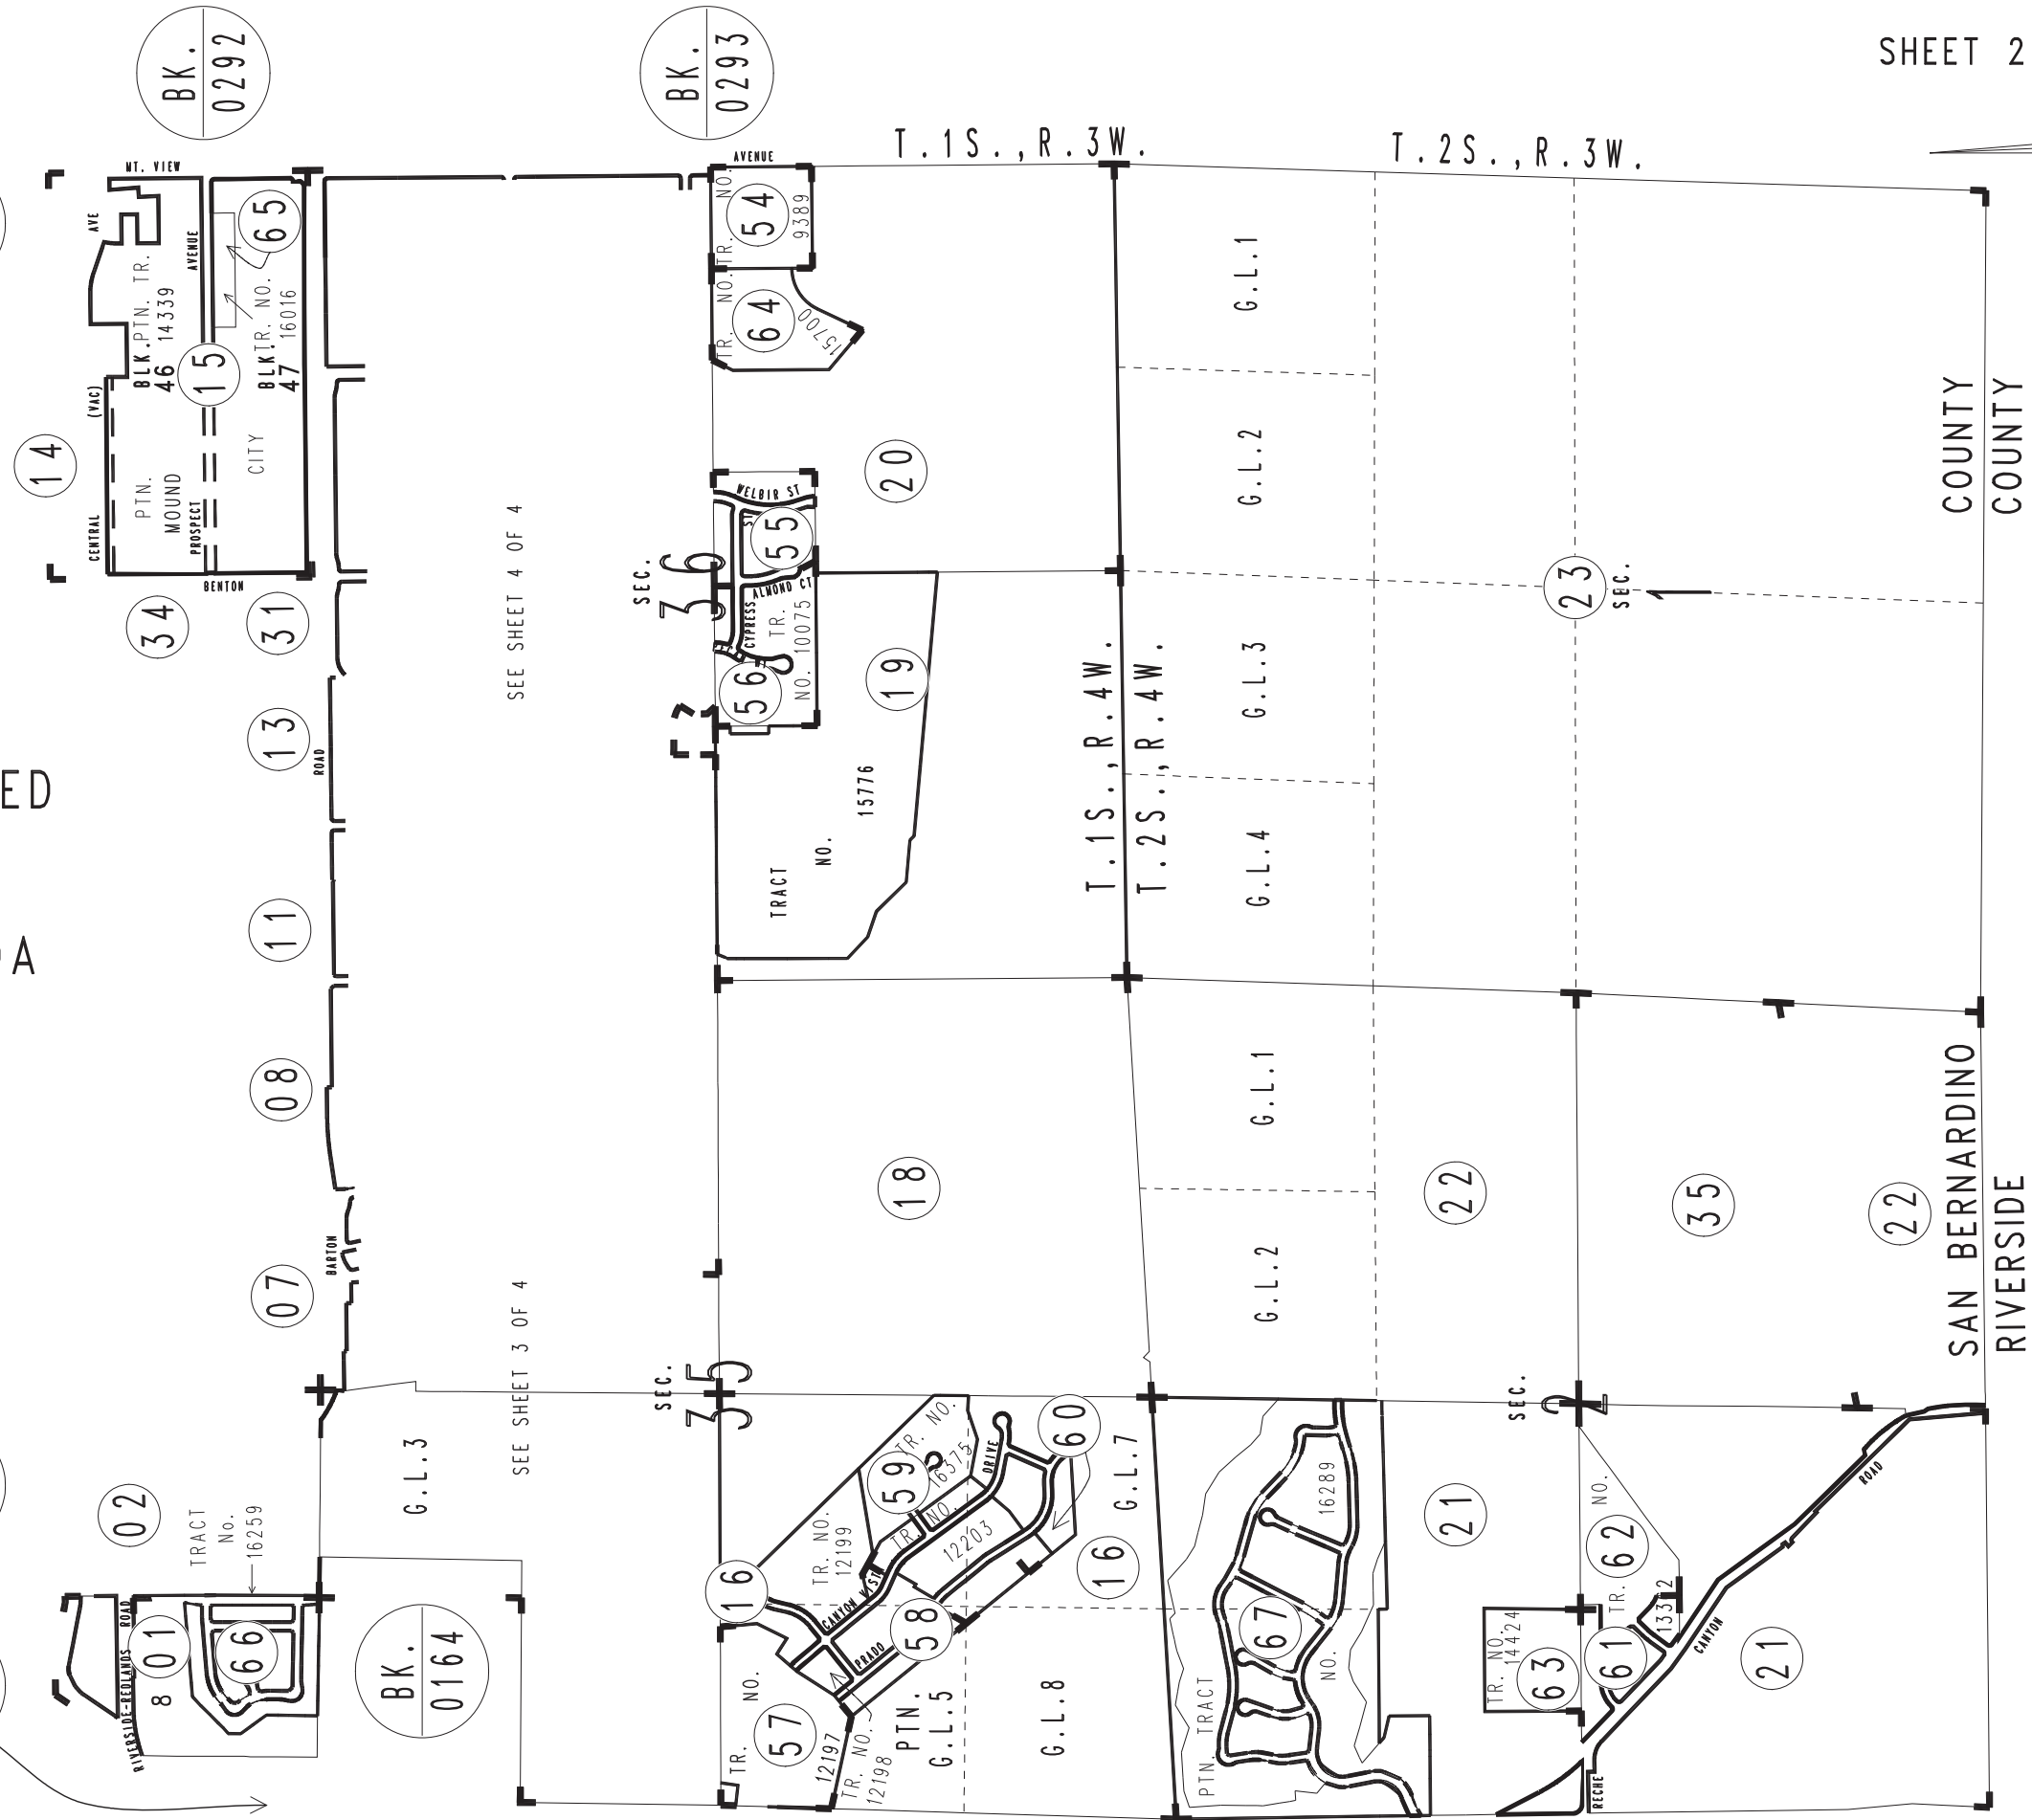 SHEET 2
BK.
0292
BK.
0293
T.1S.,R.3W.
T.2S.,R.3W.
MT. VIEW
AVE
AVENUE
65
BLK. PTN. TR.
46 14339
BLK. TR. NO.
47 16016
15
(VAC)
14
CENTRAL
PTN.
MOUND
PROSPECT
CITY
BENTON
34
31
AVENUE
TR. NO.
54
9389
TR. NO.
64
15700
G.L.1
G.L.2
G.L.3
G.L.4
COUNTY
COUNTY
20
WELBIR ST
ST
55
SEC.
36
ALMOND CT
CYPRESS
TR.
NO. 10075
56
19
SEE SHEET 4 OF 4
23
SEC.
1
T.1S.,R.4W.
T.2S.,R.4W.
13
ROAD
ED
15776
NO.
TRACT
11
A
08
G.L.1
G.L.2
18
22
35
22
SAN BERNARDINO
RIVERSIDE
BARTON
07
SEE SHEET 3 OF 4
SEC.
35
SEC.
2
G.L.3
02
TRACT
No.
16259
RIVERSIDE-REDLANDS ROAD
01
8
66
BK.
0164
16
TR. NO.
12199
59
TR. NO.
16375
DRIVE
60
TR. NO.
12203
CANYON VISTA
PRADO
58
16
G.L.7
TR. NO.
57
12197
TR. NO.
12198
PTN.
G.L.5
G.L.8
16289
67
NO.
PTN. TRACT
21
NO.
62
TR.
13312
TR. NO.
14424
63
61
CANYON
ROAD
21
RECHE